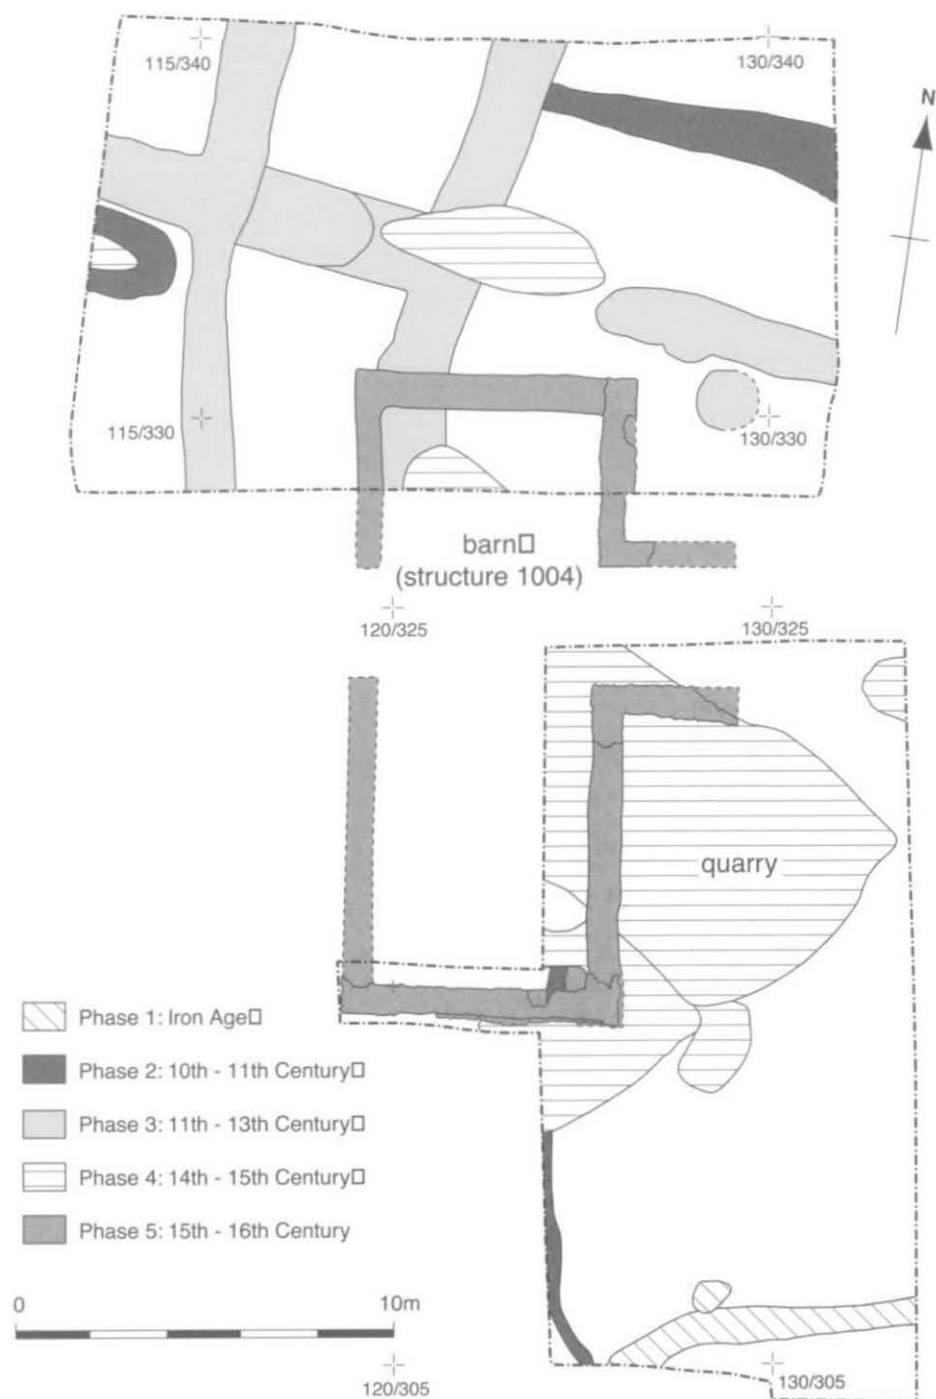 115/340
130/340
N
115/330
130/330
barn□
(structure 1004)
120/325
130/325
quarry
Phase 1: Iron Age□
Phase 2: 10th - 11th Century□
Phase 3: 11th - 13th Century□
Phase 4: 14th - 15th Century□
Phase 5: 15th - 16th Century
0 10m
120/305
130/305